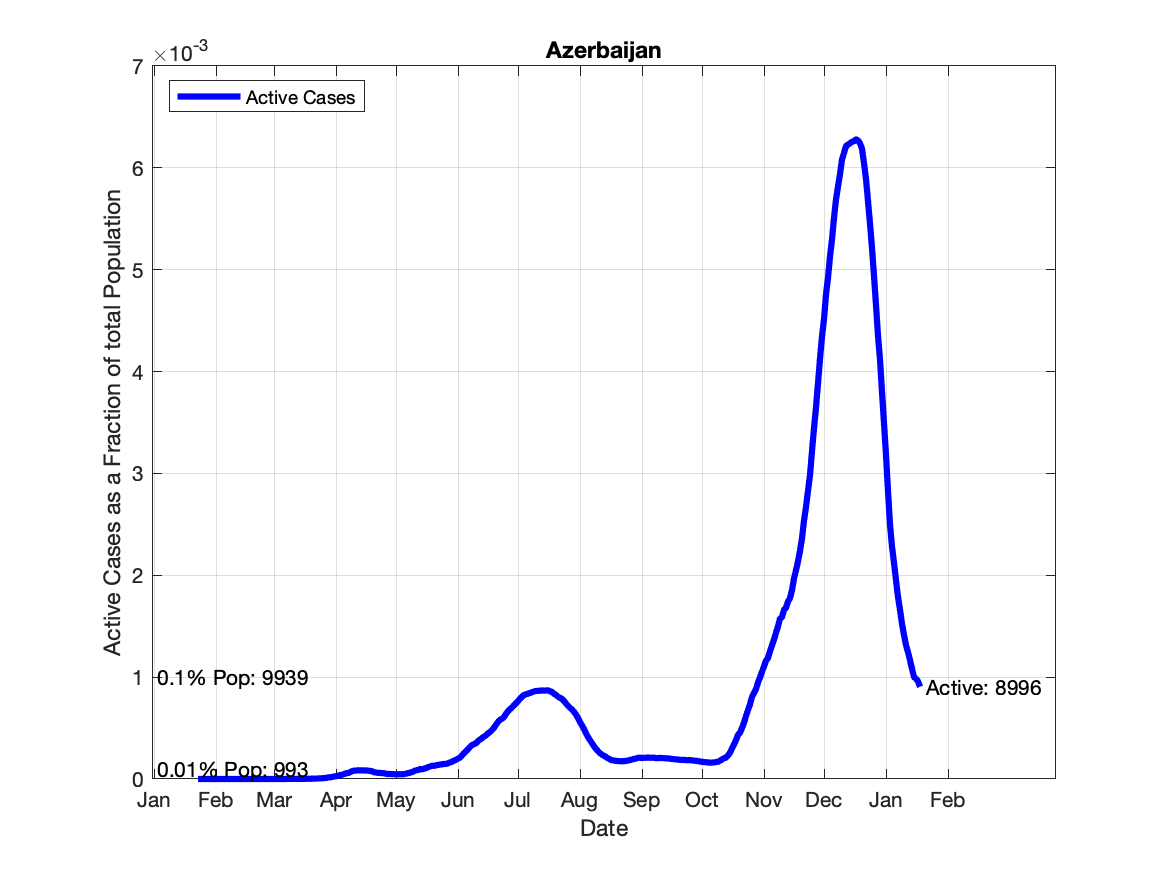 ×10-3
Azerbaijan
Active Cases
7
6
5
4
3
2
1
0
Active Cases as a Fraction of total Population
0.1% Pop: 9939
0.01% Pop: 993
Active: 8996
Jan Feb Mar Apr May Jun Jul Aug Sep Oct Nov Dec Jan Feb
Date